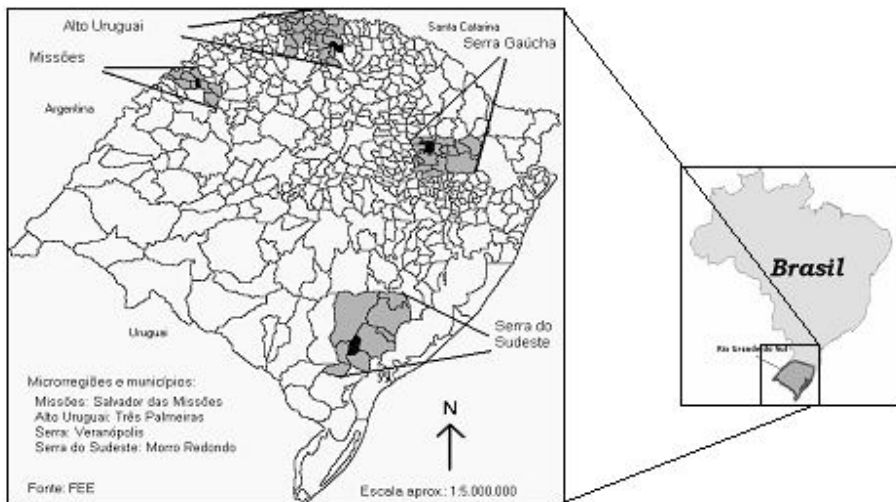 Alto Uruguai
Santa Catarina
Serra Gaúcha
Missões
Argentina
Brasil
Rio Grande do Sul
Uruguai
Serra do
Sudeste
Microrregiões e municípios:
Missões: Salvador das Missões
Alto Uruguai: Três Palmeiras
Serra: Veranópolis
Serra do Sudeste: Morro Redondo
N
Fonte: FEE
Escala aprox.: 1:5.000.000